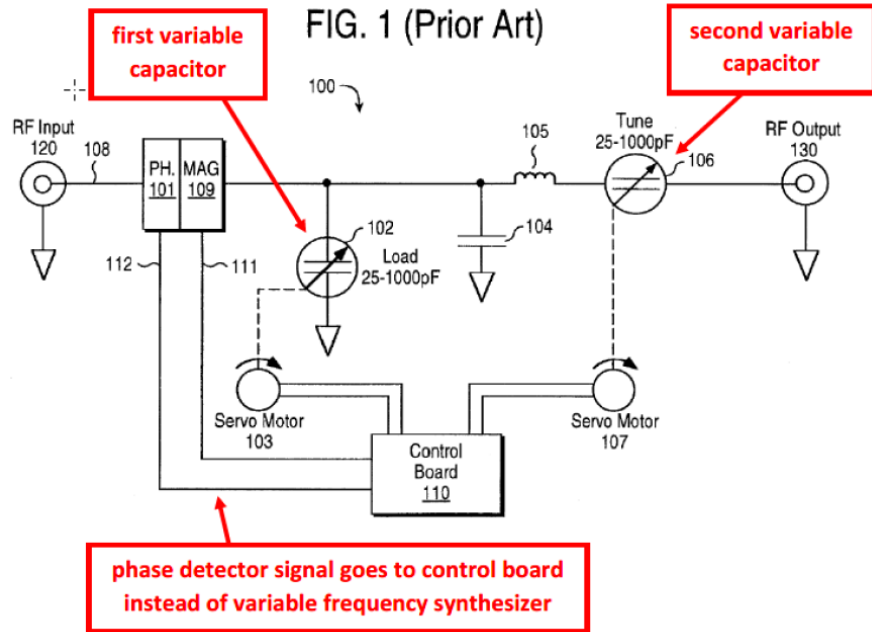 FIG. 1 (Prior Art)
first variable
capacitor
second variable
capacitor
100
RF Input
120
108
PH.
101
MAG
109
105
Tune
25-1000pF
106
RF Output
130
102
Load
25-1000pF
104
112
111
Servo Motor
103
Servo Motor
107
Control
Board
110
phase detector signal goes to control board
instead of variable frequency synthesizer